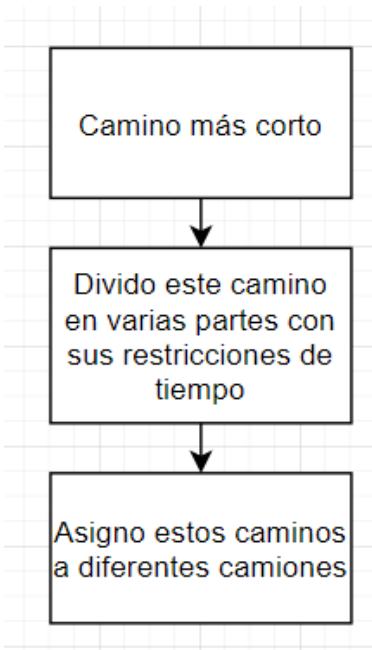 Camino más corto
Divido este camino
en varias partes con
sus restricciones de
tiempo
Asigno estos caminos
a diferentes camiones